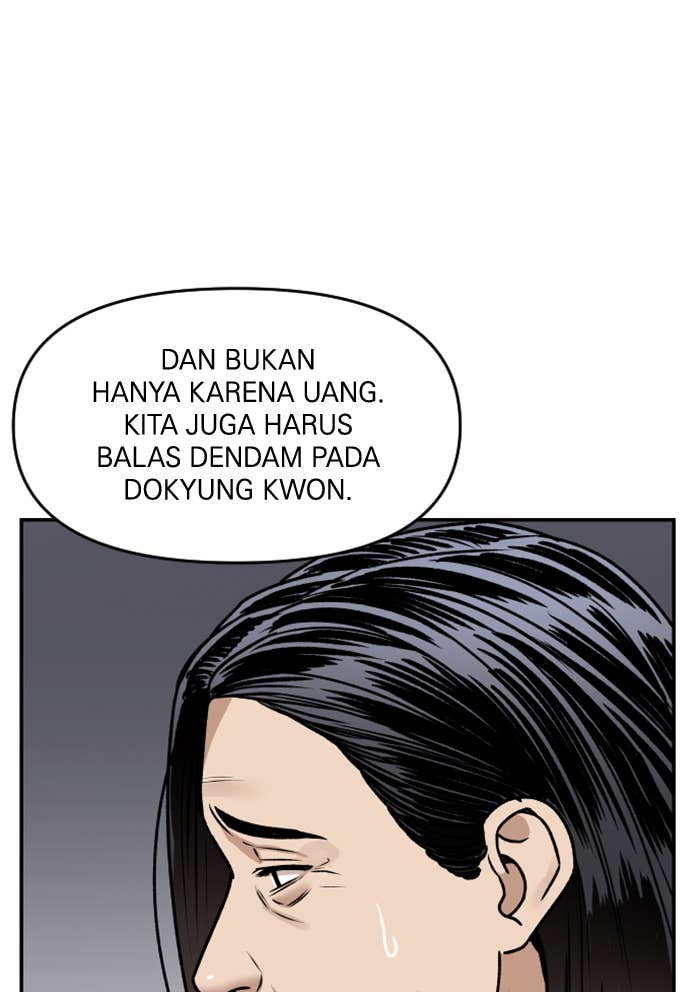 DAN BUKAN
HANYA KARENA UANG.
KITA JUGA HARUS
BALAS DENDAM PADA
DOKYUNG KWON.